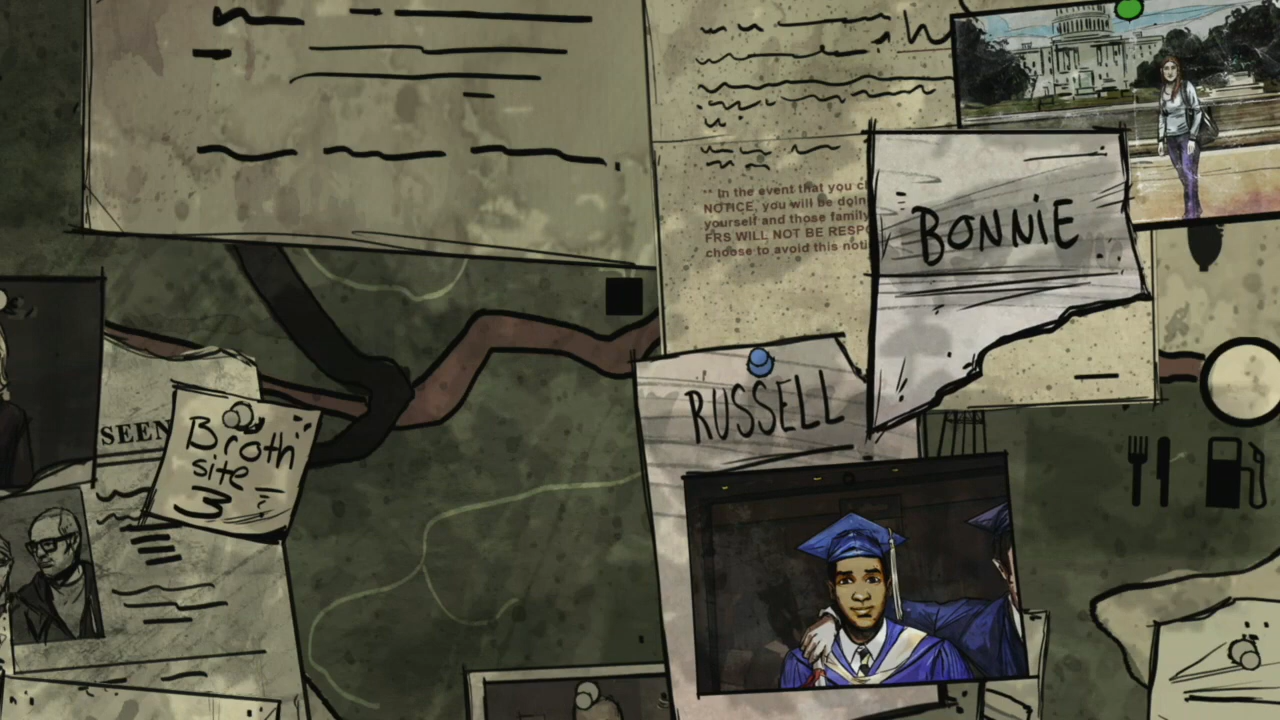 " In the event that you
NOTICE, you will be doin
yourself and those family
FRS WILL NOT BE RESP
choose to avoid this noti
BONNIE
RUSSELL
SEEN
Broth
site
3